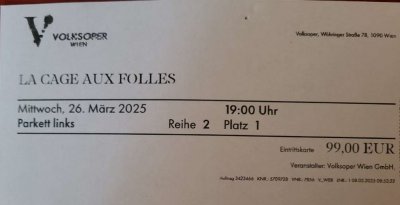 VOLKSOPER
WIEN
Volksoper, Währinger Straße 78, 1090 Wien
LA CAGE AUX FOLLES
Mittwoch, 26. März 2025 19:00 Uhr
Parkett links Reihe 2 Platz 1
Eintrittskarte 99,00 EUR
Veranstalter: Volksoper Wien GmbH.